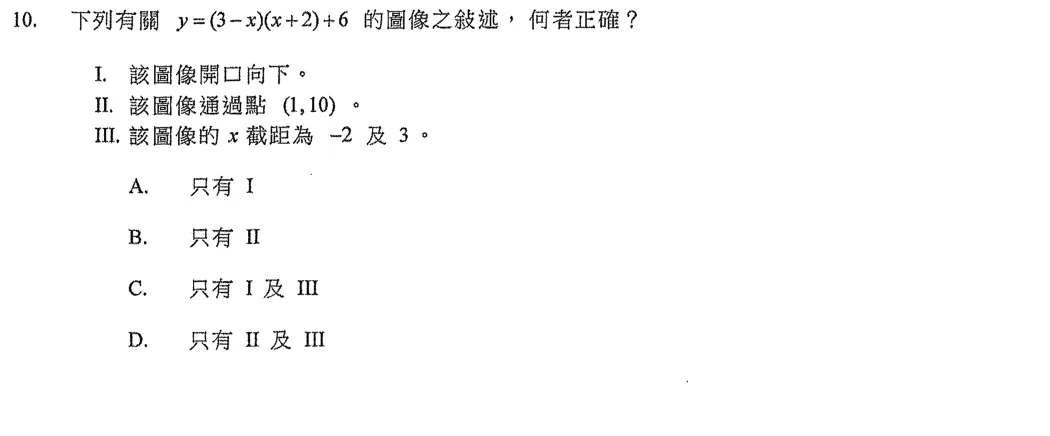 10. 下列有關 y=(3−x)(x+2)+6 的圖像之敍述，何者正確？
I. 該圖像開口向下。
II. 該圖像通過點 (1,10) 。
III. 該圖像的 x 截距為 −2 及 3 。
A. 只有 I
B. 只有 II
C. 只有 I 及 III
D. 只有 II 及 III